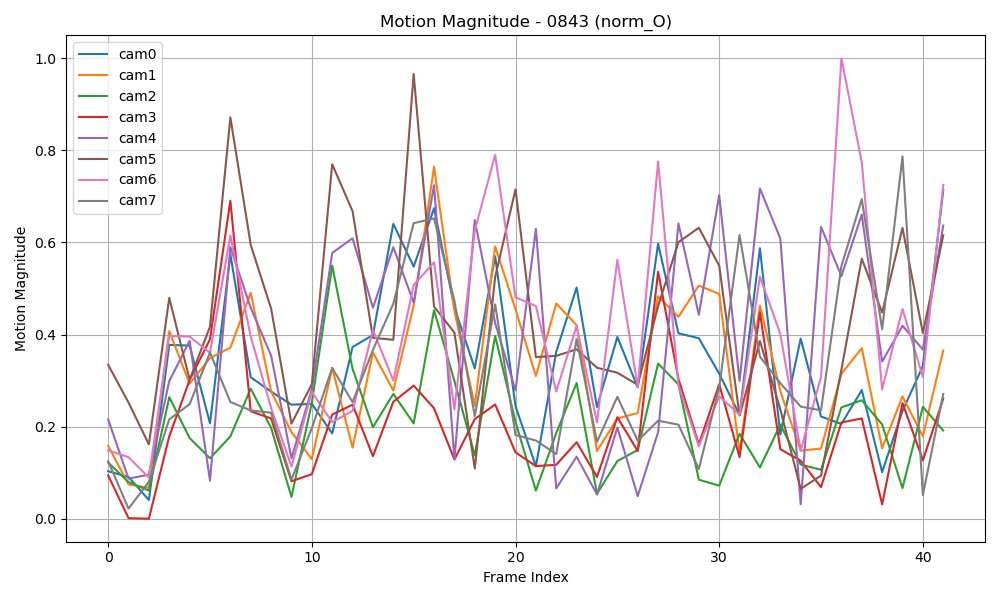 Motion Magnitude - 0843 (norm_O)
cam0
cam1
cam2
cam3
cam4
cam5
cam6
cam7
1.0
0.8
0.6
0.4
0.2
0.0
Motion Magnitude
0 10 20 30 40
Frame Index